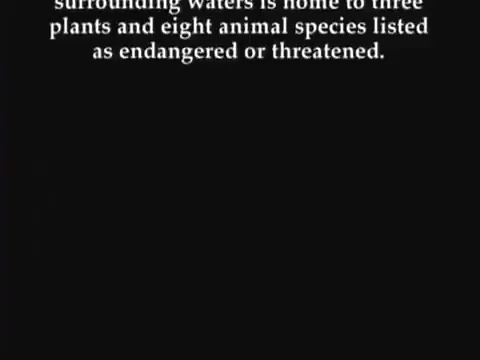 surrounding waters is home to three
plants and eight animal species listed
as endangered or threatened.